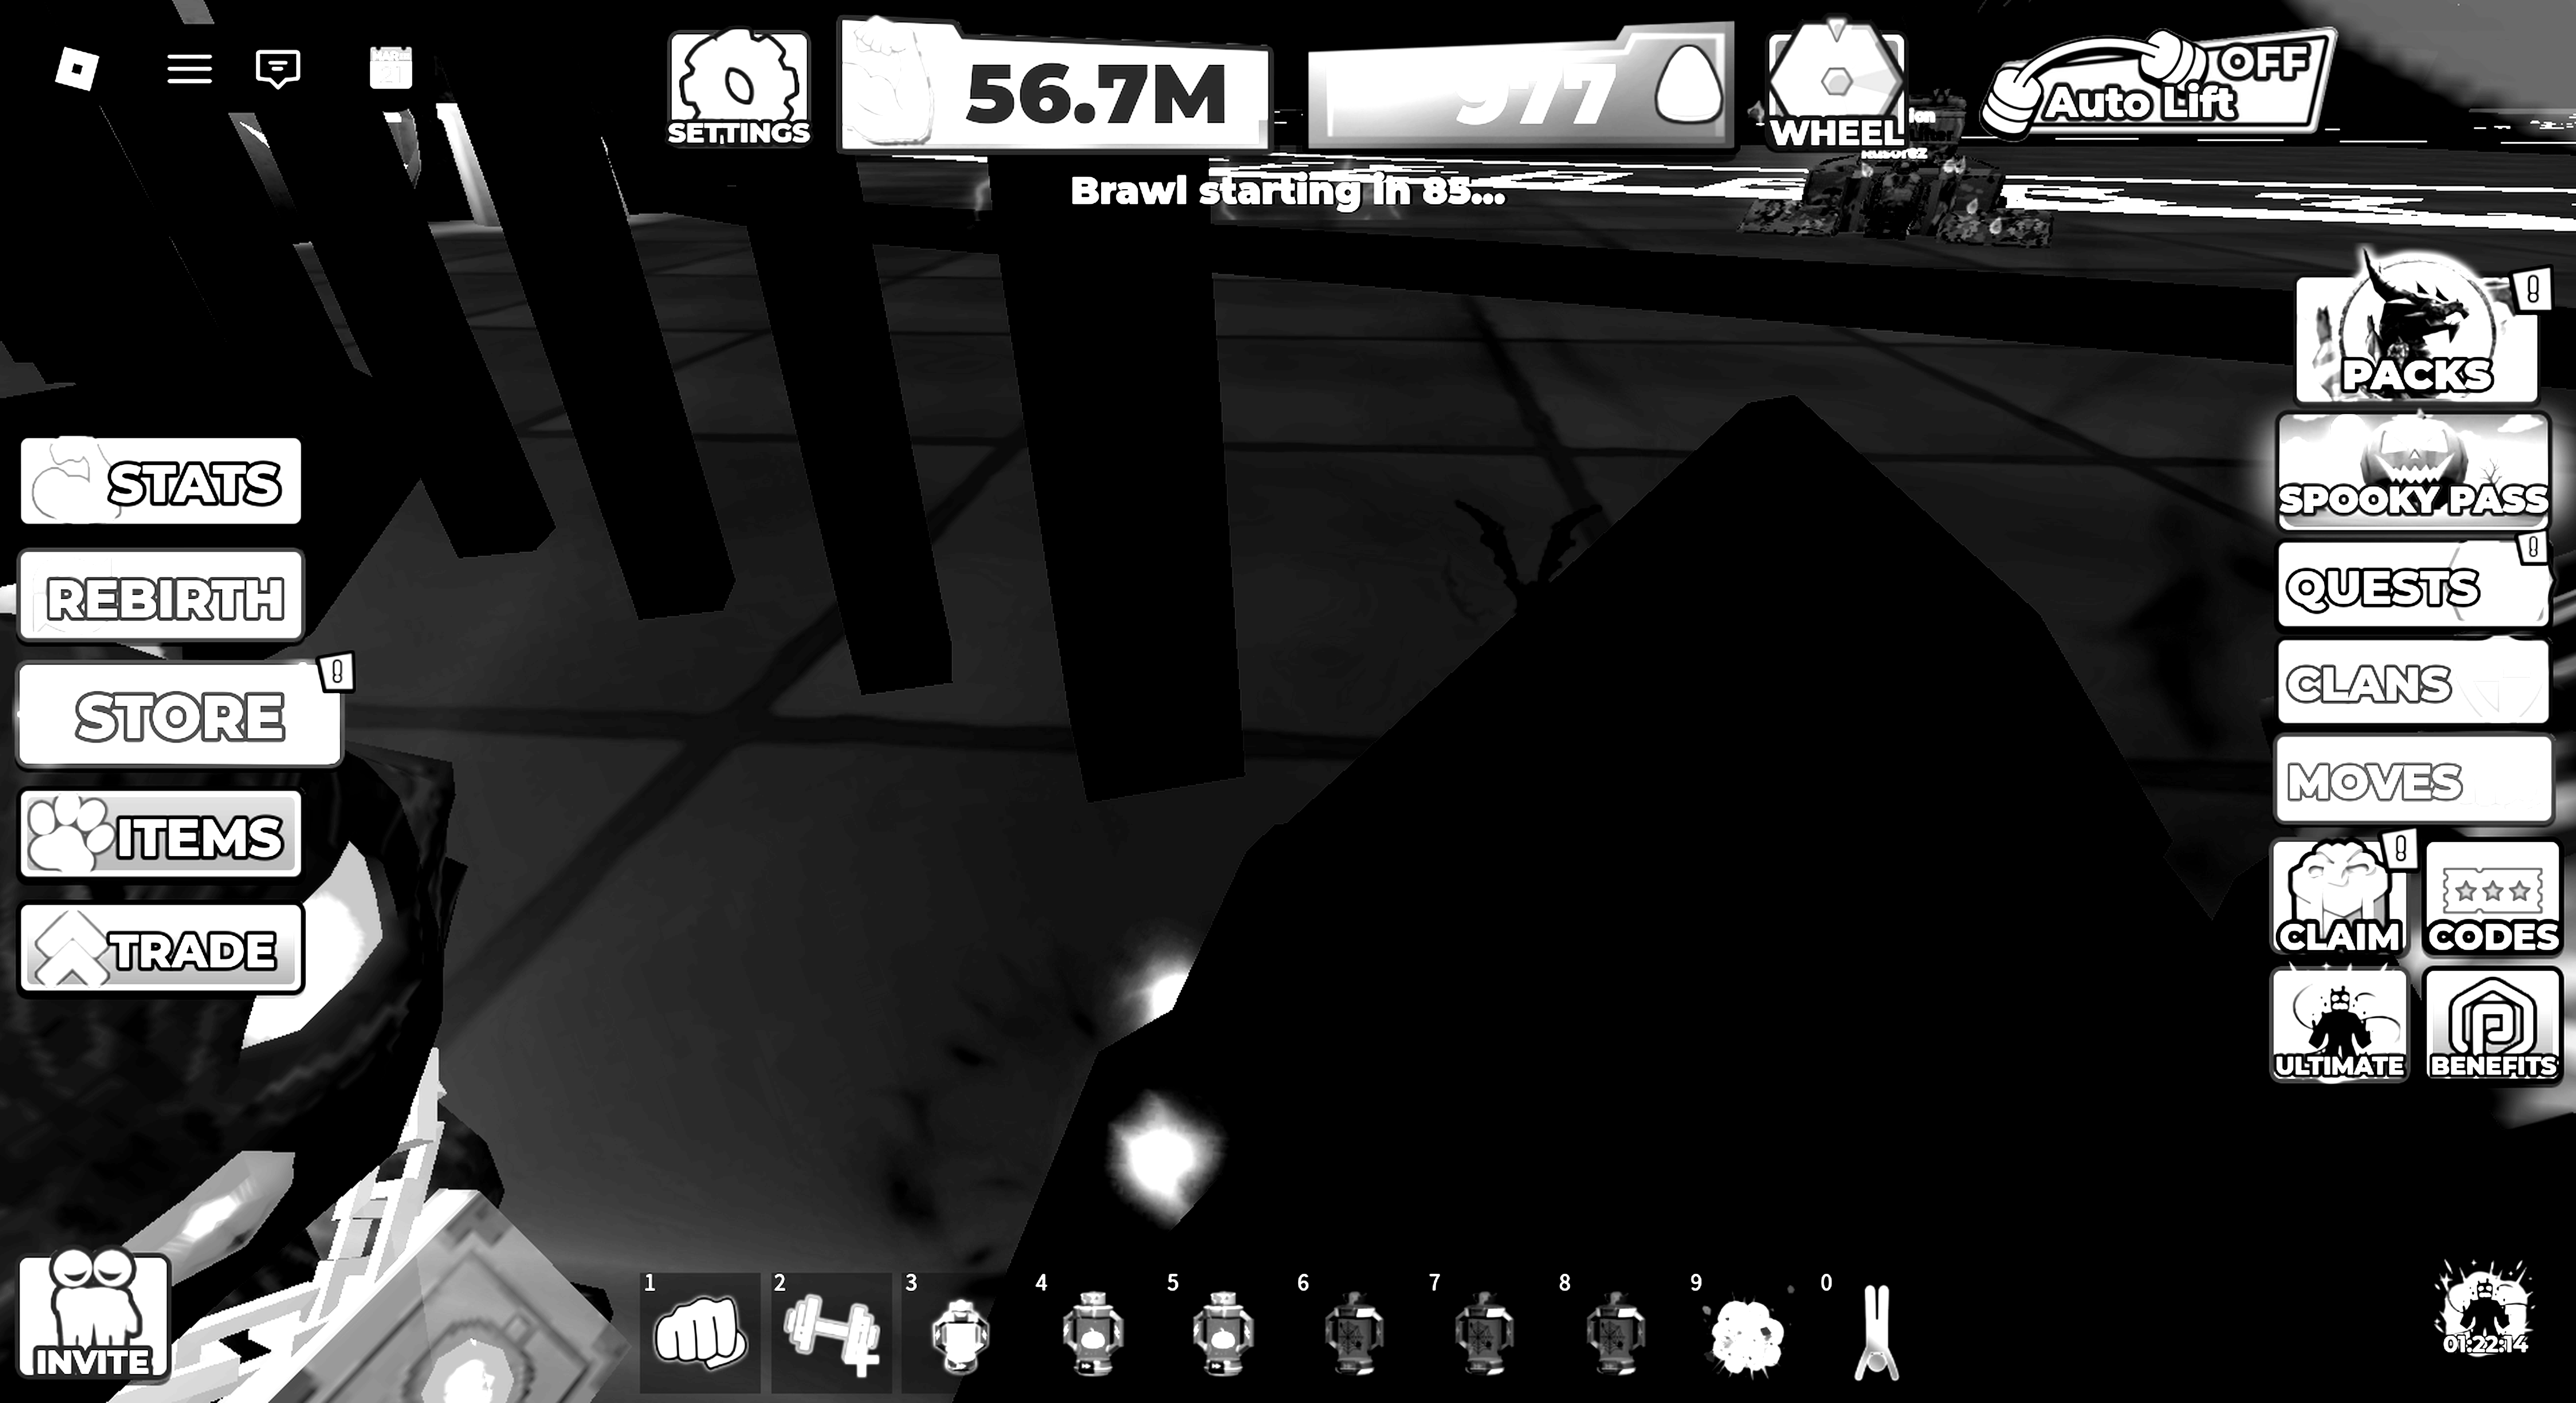 SETTINGS
56.7M
977
WHEEL
OFF
Auto Lift
Brawl starting in 85...
PACKS
SPOOKY PASS
STATS
QUESTS
REBIRTH
CLANS
STORE
MOVES
ITEMS
CLAIM
CODES
TRADE
ULTIMATE
BENEFITS
INVITE
1
2
3
4
5
6
7
8
9
0
01:22:14